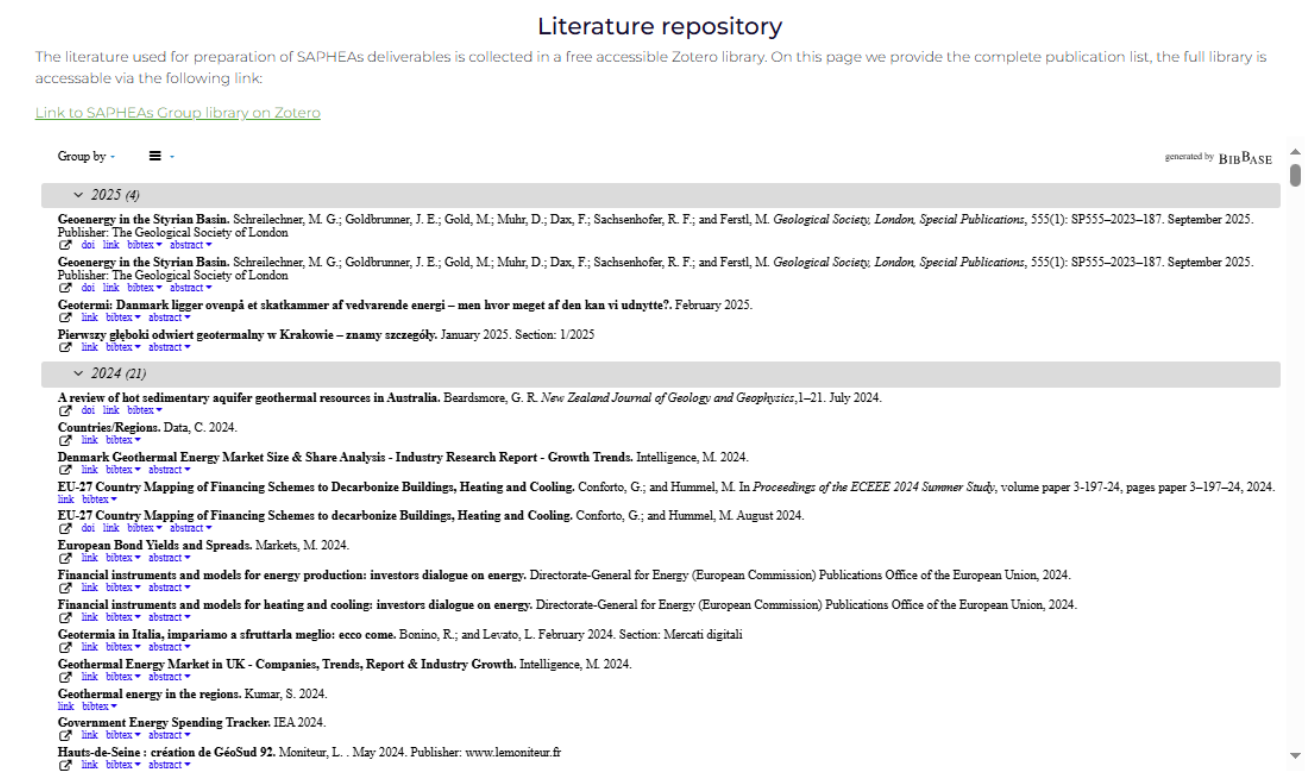 Literature repository
The literature used for preparation of SAPHEAs deliverables is collected in a free accessible Zotero library. On this page we provide the complete publication list, the full library is
accessable via the following link:
Link to SAPHEAs Group library on Zotero
Group by
generated by BIBBASE
2025 (4)
Geoenergy in the Styrian Basin. Schreilechner, M. G.; Goldbrunner, J. E.; Gold, M.; Muhr, D.; Dax, F.; Sachsenhofer, R. F.; and Ferstl, M. Geological Society, London, Special Publications, 555(1): SP555–2023–187. September 2025.
Publisher: The Geological Society of London
doi link bibtex abstract
Geoenergy in the Styrian Basin. Schreilechner, M. G.; Goldbrunner, J. E.; Gold, M.; Muhr, D.; Dax, F.; Sachsenhofer, R. F.; and Ferstl, M. Geological Society, London, Special Publications, 555(1): SP555–2023–187. September 2025.
Publisher: The Geological Society of London
doi link bibtex abstract
Geotermi: Danmark ligger ovenpå et skatkammer af vedvarende energi – men hvor meget af den kan vi udnytte?. February 2025.
link bibtex abstract
Pierwszy głęboki odwiert geotermalny w Krakowie – znamy szczegóły. January 2025. Section: 1/2025
link bibtex abstract
2024 (21)
A review of hot sedimentary aquifer geothermal resources in Australia. Beardsmore, G. R. New Zealand Journal of Geology and Geophysics,1–21. July 2024.
doi link bibtex
Countries/Regions. Data, C. 2024.
link bibtex
Denmark Geothermal Energy Market Size & Share Analysis - Industry Research Report - Growth Trends. Intelligence, M. 2024.
link bibtex abstract
EU-27 Country Mapping of Financing Schemes to Decarbonize Buildings, Heating and Cooling. Conforto, G.; and Hummel, M. In Proceedings of the ECEEE 2024 Summer Study, volume paper 3-197-24, pages paper 3–197–24, 2024.
link bibtex
EU-27 Country Mapping of Financing Schemes to decarbonize Buildings, Heating and Cooling. Conforto, G.; and Hummel, M. August 2024.
doi link bibtex abstract
European Bond Yields and Spreads. Markets, M. 2024.
link bibtex abstract
Financial instruments and models for energy production: investors dialogue on energy. Directorate-General for Energy (European Commission) Publications Office of the European Union, 2024.
link bibtex abstract
Financial instruments and models for heating and cooling: investors dialogue on energy. Directorate-General for Energy (European Commission) Publications Office of the European Union, 2024.
link bibtex abstract
Geotermia in Italia, impariamo a sfruttarla meglio: ecco come. Bonino, R.; and Levato, L. February 2024. Section: Mercati digitali
link bibtex abstract
Geothermal Energy Market in UK - Companies, Trends, Report & Industry Growth. Intelligence, M. 2024.
link bibtex abstract
Geothermal energy in the regions. Kumar, S. 2024.
link bibtex
Government Energy Spending Tracker. IEA 2024.
link bibtex abstract
Hauts-de-Seine : création de GéoSud 92. Moniteur, L. . May 2024. Publisher: www.lemoniteur.fr
link bibtex abstract